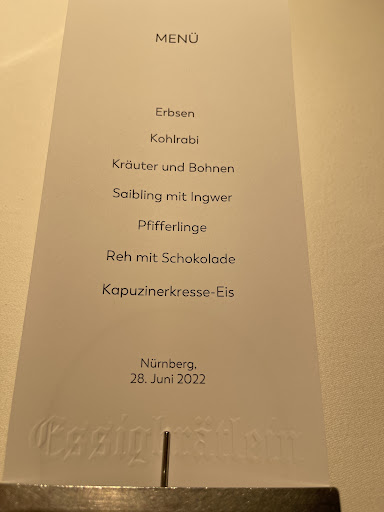 MENÜ
Erbsen
Kohlrabi
Kräuter und Bohnen
Saibling mit Ingwer
Pfifferlinge
Reh mit Schokolade
Kapuzinerkresse-Eis
Nürnberg,
28. Juni 2022
Essigbrätlein